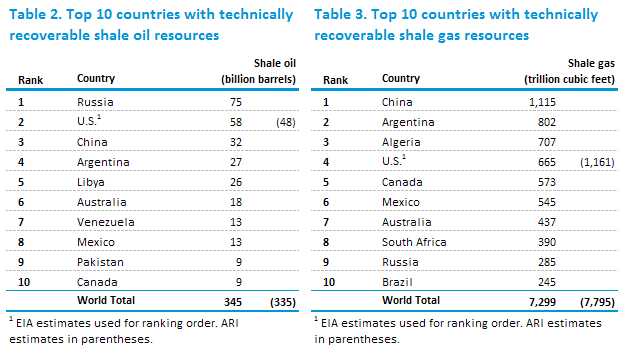 Table 2. Top 10 countries with technically
recoverable shale oil resources
Shale oil
Rank Country (billion barrels)
1 Russia 75
2 U.S.1 58 (48)
3 China 32
4 Argentina 27
5 Libya 26
6 Australia 18
7 Venezuela 13
8 Mexico 13
9 Pakistan 9
10 Canada 9
World Total 345 (335)
1 EIA estimates used for ranking order. ARI
estimates in parentheses.
Table 3. Top 10 countries with technically
recoverable shale gas resources
Shale gas
Rank Country (trillion cubic feet)
1 China 1,115
2 Argentina 802
3 Algeria 707
4 U.S.1 665 (1,161)
5 Canada 573
6 Mexico 545
7 Australia 437
8 South Africa 390
9 Russia 285
10 Brazil 245
World Total 7,299 (7,795)
1 EIA estimates used for ranking order. ARI estimates
in parentheses.